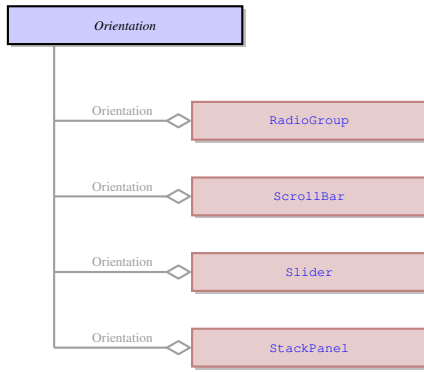 Orientation
Orientation
RadioGroup
Orientation
ScrollBar
Orientation
Slider
Orientation
StackPanel